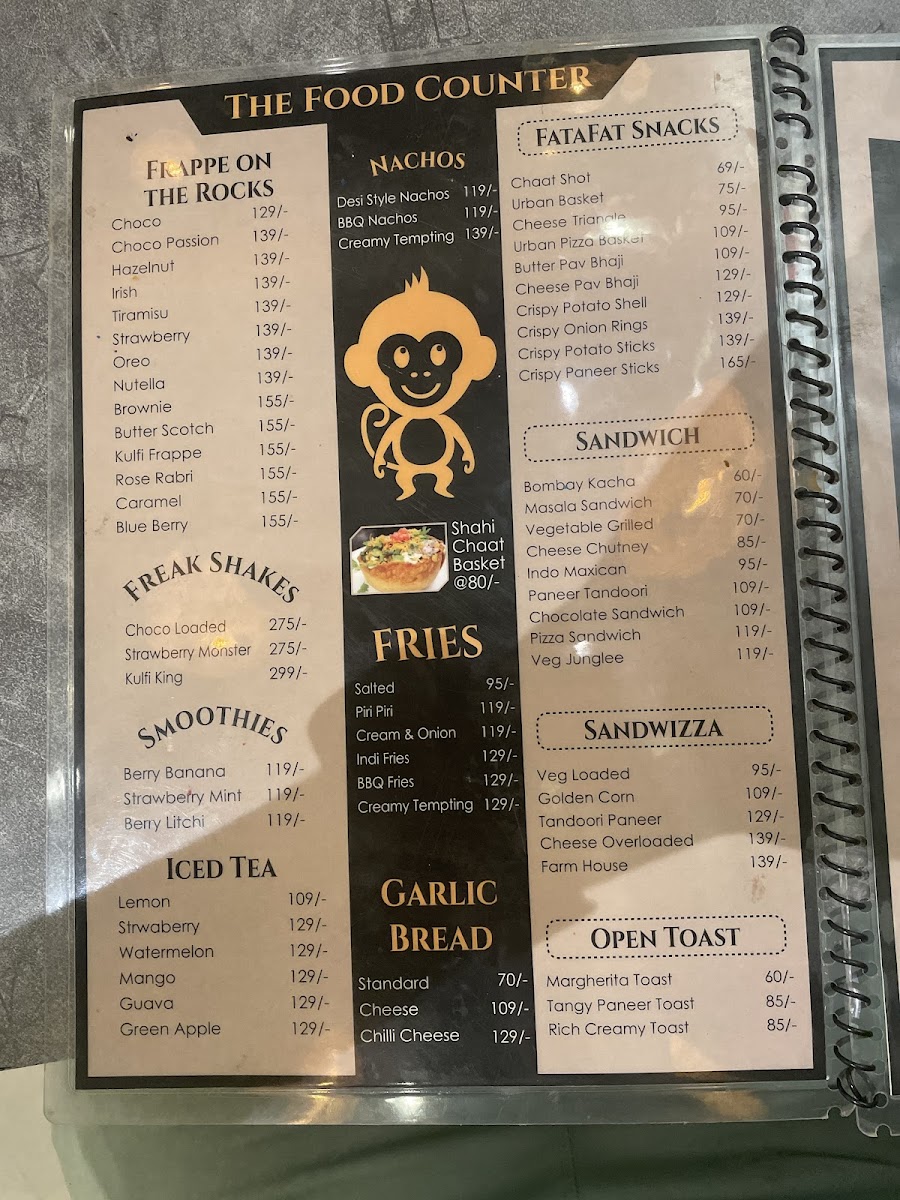 THE FOOD COUNTER
FRAPPE ON
THE ROCKS
Choco 129/-
Choco Passion 139/-
Hazelnut 139/-
Irish 139/-
Tiramisu 139/-
Strawberry 139/-
Oreo 139/-
Nutella 139/-
Brownie 155/-
Butter Scotch 155/-
Kulfi Frappe 155/-
Rose Rabri 155/-
Caramel 155/-
Blue Berry 155/-
FREAK SHAKES
Choco Loaded 275/-
Strawberry Monster 275/-
Kulfi King 299/-
SMOOTHIES
Berry Banana 119/-
Strawberry Mint 119/-
Berry Litchi 119/-
ICED TEA
Lemon 109/-
Strwaberry 129/-
Watermelon 129/-
Mango 129/-
Guava 129/-
Green Apple 129/-
NACHOS
Desi Style Nachos 119/-
BBQ Nachos 119/-
Creamy Tempting 139/-
Shahi
Chaat
Basket
@80/-
FRIES
Salted 95/-
Piri Piri 119/-
Cream & Onion 119/-
Indi Fries 129/-
BBQ Fries 129/-
Creamy Tempting 129/-
GARLIC
BREAD
Standard 70/-
Cheese 109/-
Chilli Cheese 129/-
FATAFAT SNACKS
Chaat Shot 69/-
Urban Basket 75/-
Cheese Triangle 95/-
Urban Pizza Basket 109/-
Butter Pav Bhaji 109/-
Cheese Pav Bhaji 129/-
Crispy Potato Shell 129/-
Crispy Onion Rings 139/-
Crispy Potato Sticks 139/-
Crispy Paneer Sticks 165/-
SANDWICH
Bombay Kacha 60/-
Masala Sandwich 70/-
Vegetable Grilled 70/-
Cheese Chutney 85/-
Indo Maxican 95/-
Paneer Tandoori 109/-
Chocolate Sandwich 109/-
Pizza Sandwich 119/-
Veg Junglee 119/-
SANDWIZZA
Veg Loaded 95/-
Golden Corn 109/-
Tandoori Paneer 129/-
Cheese Overloaded 139/-
Farm House 139/-
OPEN TOAST
Margherita Toast 60/-
Tangy Paneer Toast 85/-
Rich Creamy Toast 85/-